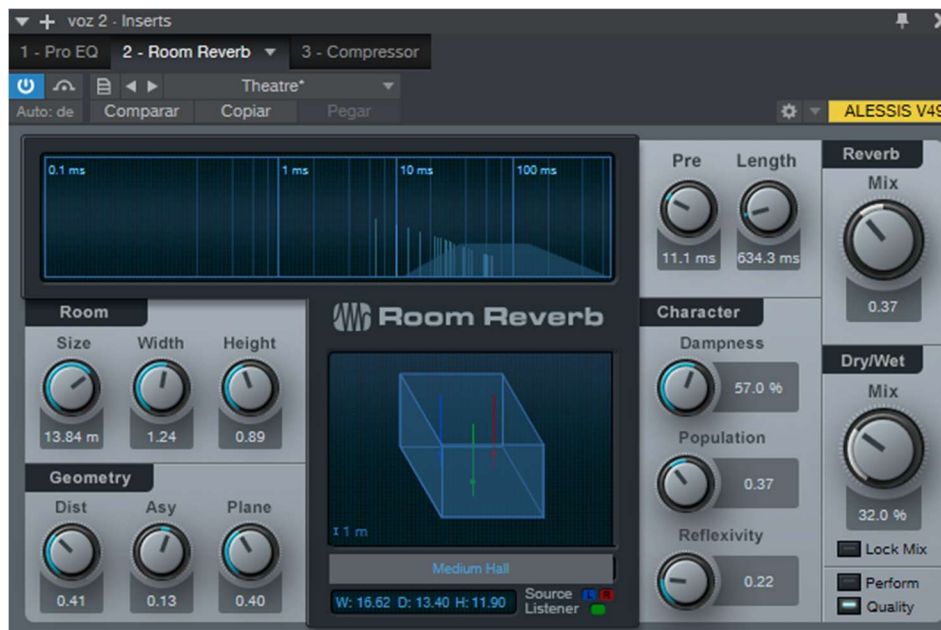 voz 2 - Inserts
1 - Pro EQ 2 - Room Reverb 3 - Compressor
Theatre*
Auto: de Comparar Copiar Pegar ALESSIS V49
0.1 ms 1 ms 10 ms 100 ms
Pre Length
11.1 ms 634.3 ms
Reverb
Mix
0.37
Room
Size Width Height
13.84 m 1.24 0.89
Room Reverb
Character
Dampness
57.0 %
Population
0.37
Reflexivity
0.22
Dry/Wet
Mix
32.0 %
Lock Mix
Perform
Quality
Geometry
Dist Asy Plane
0.41 0.13 0.40
1 m
Medium Hall
W: 16.62 D: 13.40 H: 11.90
Source L R
Listener